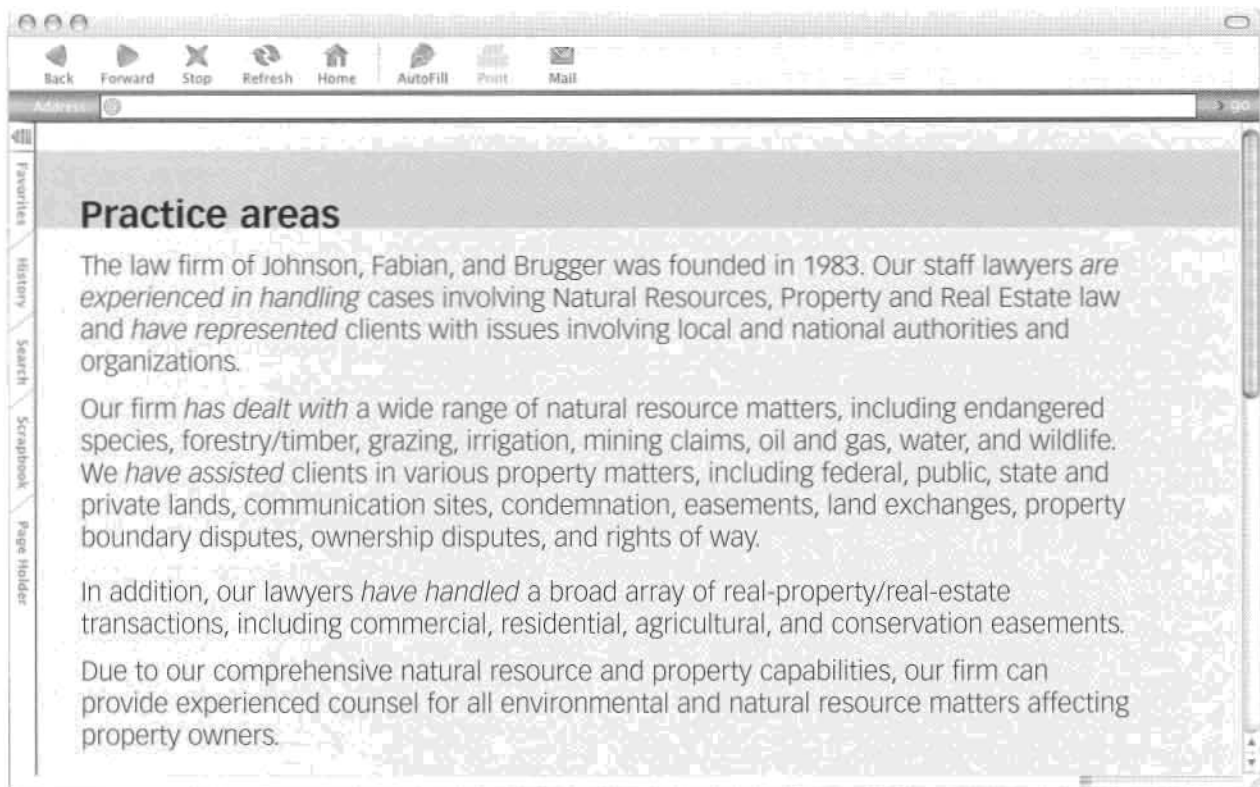 Back Forward Stop Refresh Home AutoFill Print Mail
Address @ > go
Favorites
History
Search
Scrapbook
Page Holder
Practice areas
The law firm of Johnson, Fabian, and Brugger was founded in 1983. Our staff lawyers are
experienced in handling cases involving Natural Resources, Property and Real Estate law
and have represented clients with issues involving local and national authorities and
organizations.
Our firm has dealt with a wide range of natural resource matters, including endangered
species, forestry/timber, grazing, irrigation, mining claims, oil and gas, water, and wildlife.
We have assisted clients in various property matters, including federal, public, state and
private lands, communication sites, condemnation, easements, land exchanges, property
boundary disputes, ownership disputes, and rights of way.
In addition, our lawyers have handled a broad array of real-property/real-estate
transactions, including commercial, residential, agricultural, and conservation easements.
Due to our comprehensive natural resource and property capabilities, our firm can
provide experienced counsel for all environmental and natural resource matters affecting
property owners.